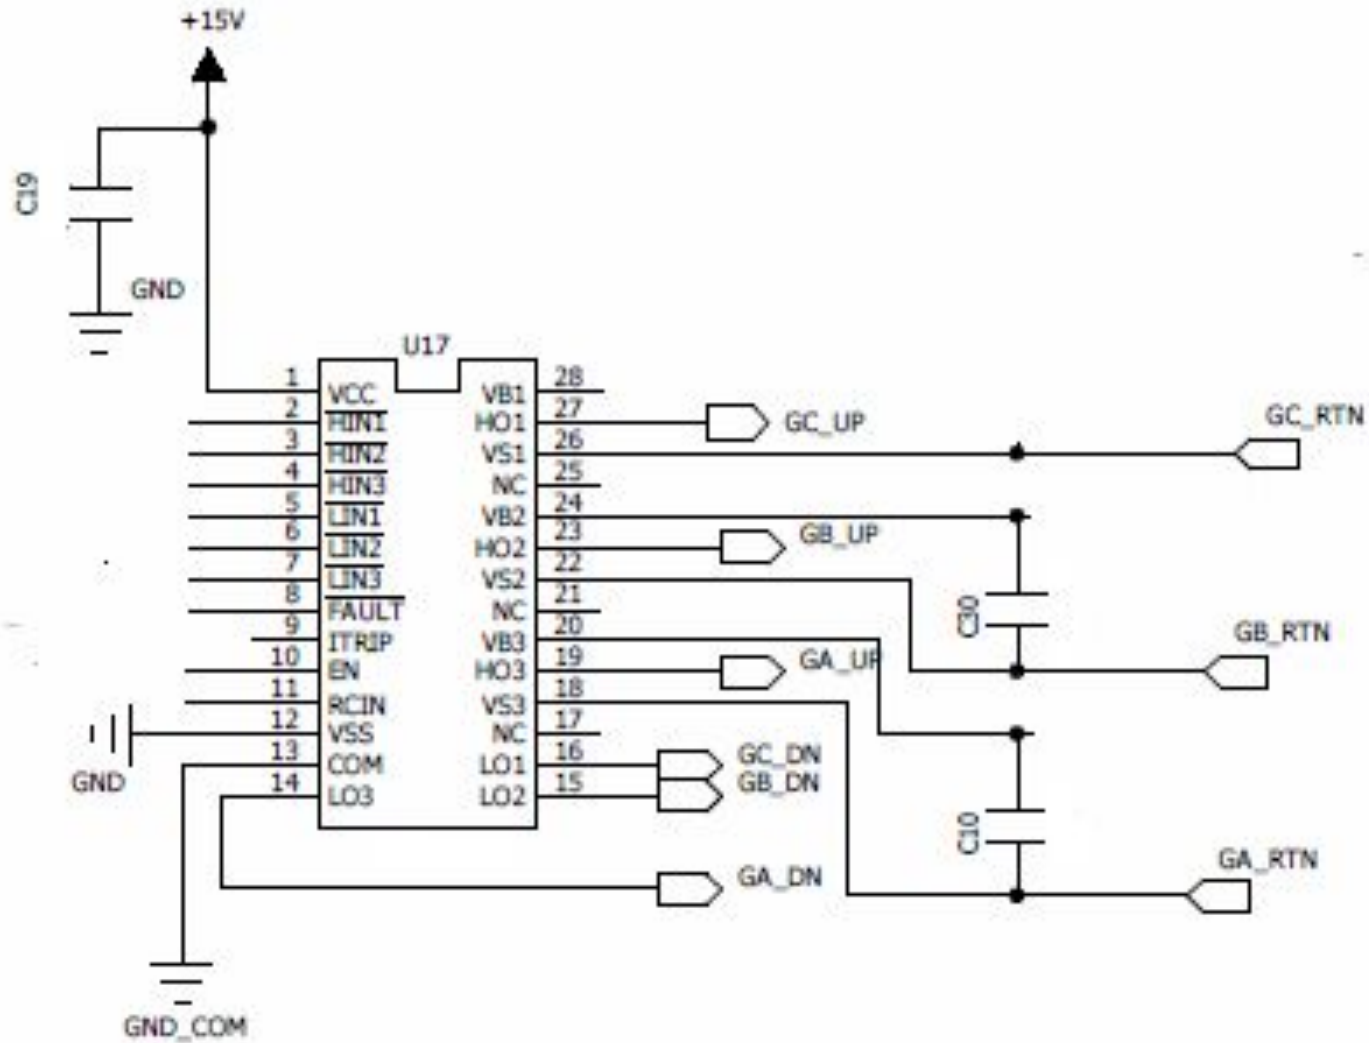 +15V
C19
GND
U17
1 VCC VB1 28
2 HIN1 HO1 27 GC_UP GC_RTN
3 HIN2 VS1 26
4 HIN3 NC 25
5 LIN1 VB2 24
6 LIN2 HO2 23 GB_UP
7 LIN3 VS2 22
8 FAULT NC 21 C30
9 ITRIP VB3 20 GB_RTN
10 EN HO3 19 GA_UP
11 RCIN VS3 18
12 VSS NC 17
GND
13 COM LO1 16 GC_DN
14 LO3 LO2 15 GB_DN
C10
GA_DN GA_RTN
GND_COM